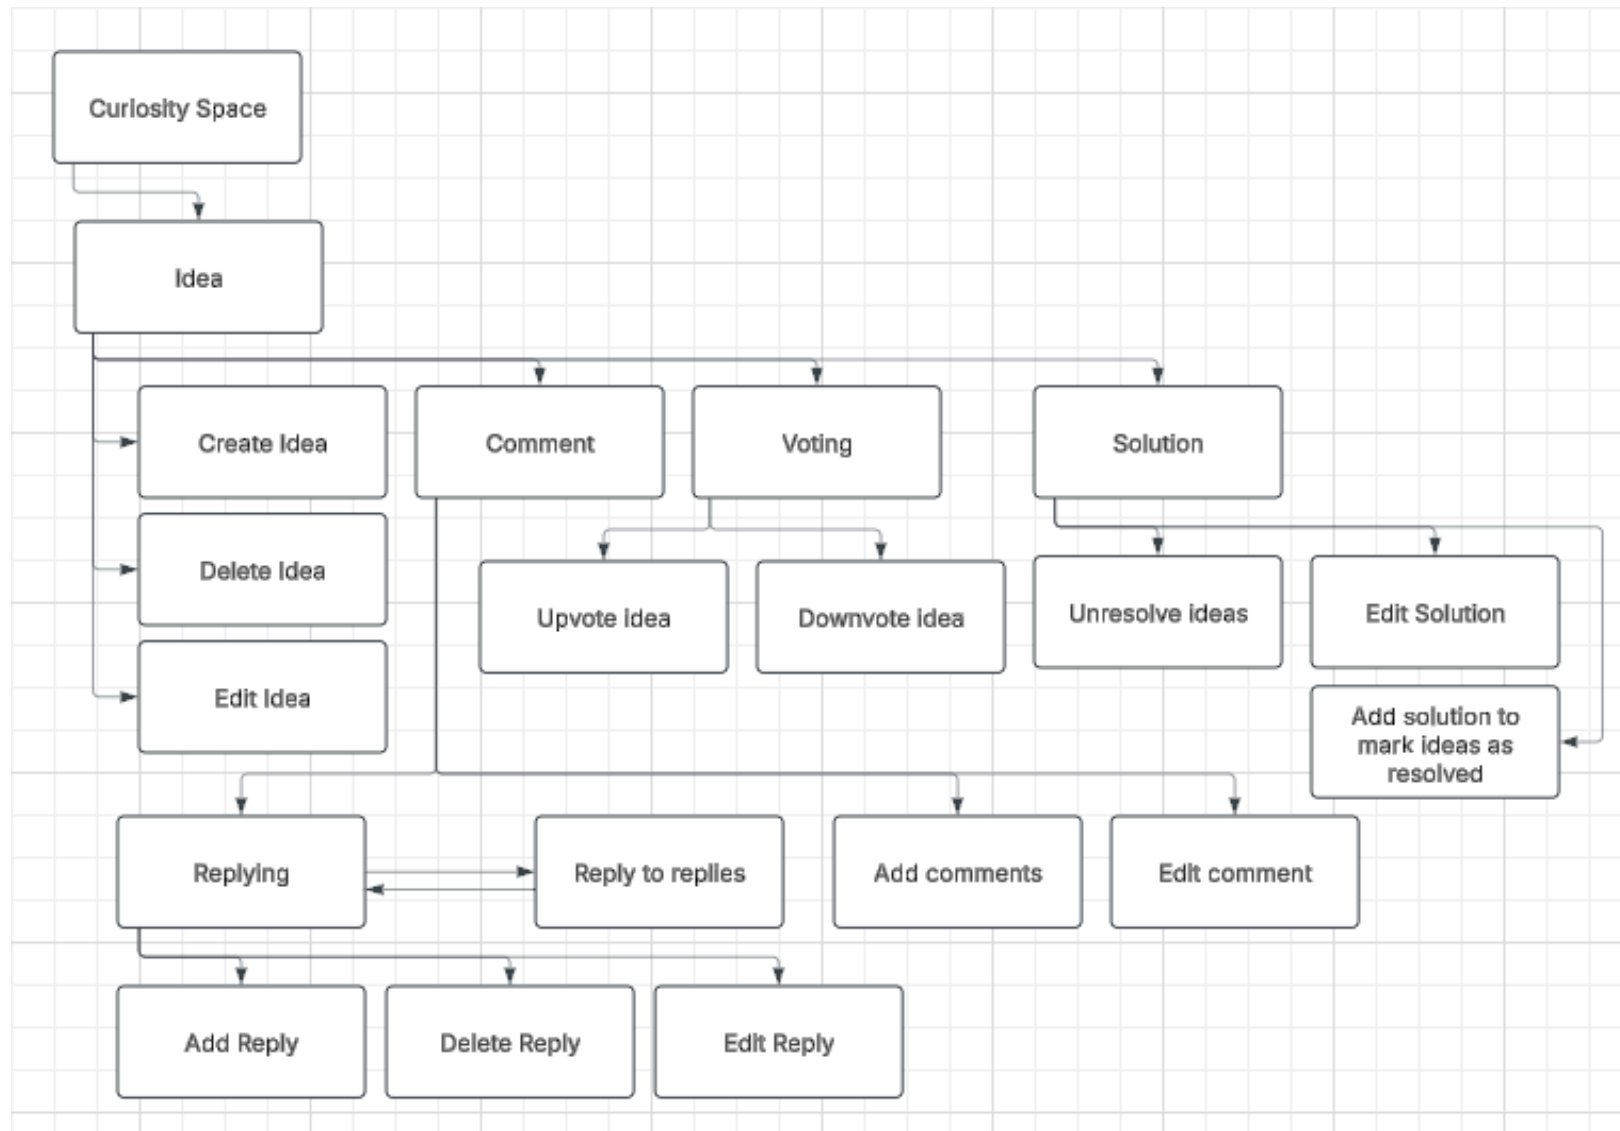 Curiosity Space
Idea
Create Idea
Comment
Voting
Solution
Delete Idea
Upvote idea
Downvote idea
Unresolve ideas
Edit Solution
Edit Idea
Add solution to
mark ideas as
resolved
Replying
Reply to replies
Add comments
Edit comment
Add Reply
Delete Reply
Edit Reply